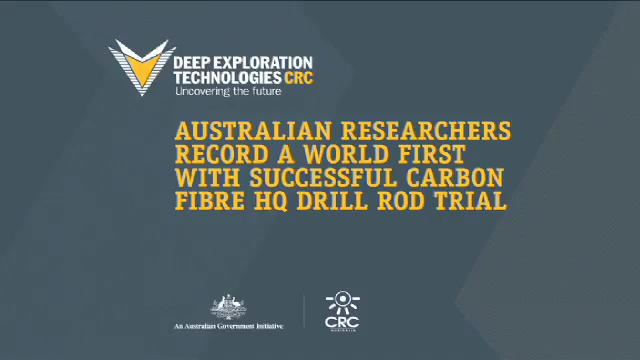 DEEP EXPLORATION
TECHNOLOGIES CRC
Uncovering the future
AUSTRALIAN RESEARCHERS
RECORD A WORLD FIRST
WITH SUCCESSFUL CARBON
FIBRE HQ DRILL ROD TRIAL
An Australian Government Initiative
CRC
AUSTRALIA